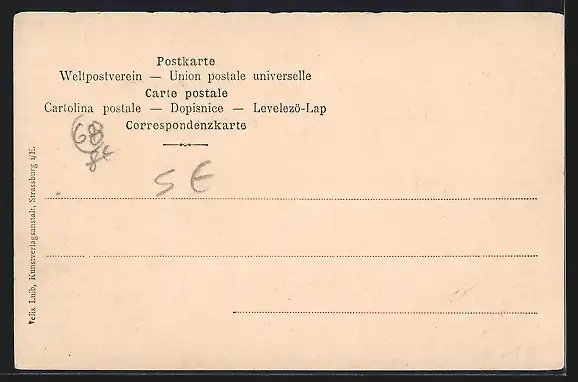 Postkarte
Weltpostverein — Union postale universelle
Carte postale
Cartolina postale — Dopisnice — Levelezö-Lap
Correspondenzkarte
68
8€
5 €
Felix Luib, Kunstverlagsanstalt, Strassburg i/E.